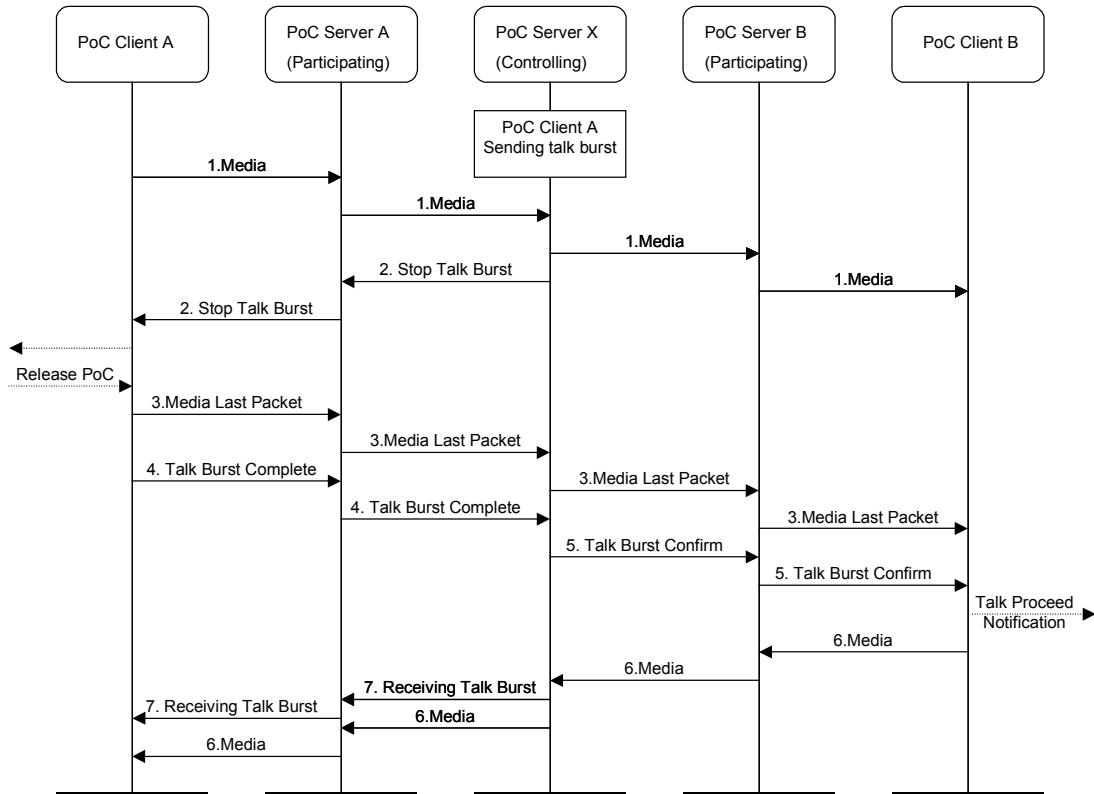 PoC Client A
PoC Server A
(Participating)
PoC Server X
(Controlling)
PoC Server B
(Participating)
PoC Client B
PoC Client A
Sending talk burst
1.Media
1.Media
1.Media
2. Stop Talk Burst
1.Media
2. Stop Talk Burst
Release PoC
3.Media Last Packet
3.Media Last Packet
4. Talk Burst Complete
3.Media Last Packet
4. Talk Burst Complete
3.Media Last Packet
5. Talk Burst Confirm
5. Talk Burst Confirm
Talk Proceed
Notification
6.Media
6.Media
7. Receiving Talk Burst
7. Receiving Talk Burst
6.Media
6.Media